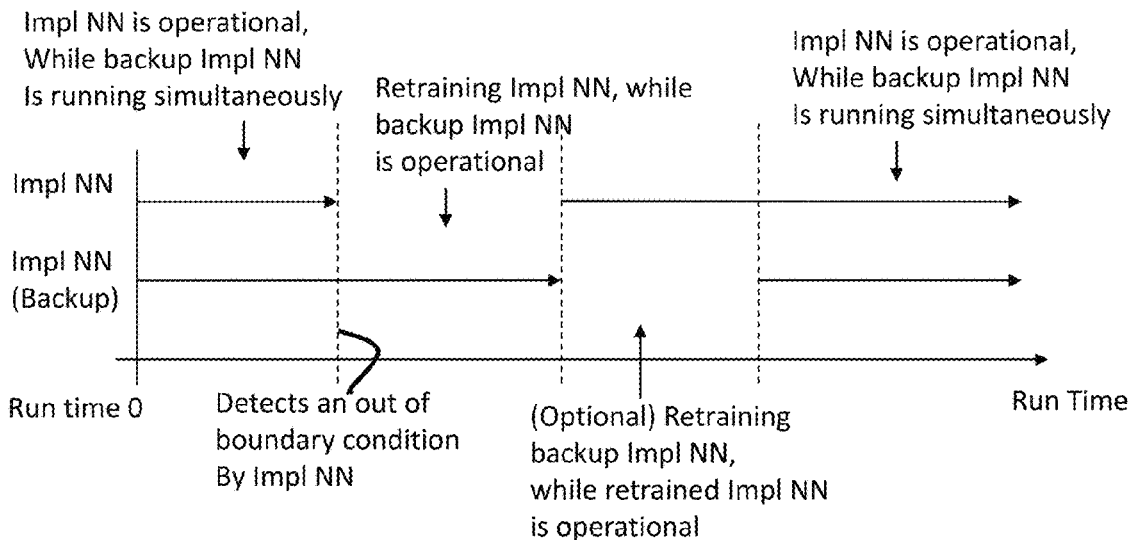 Impl NN is operational,
While backup Impl NN
Is running simultaneously
Retraining Impl NN, while
backup Impl NN
is operational
Impl NN is operational,
While backup Impl NN
Is running simultaneously
Impl NN
Impl NN
(Backup)
Run time 0
Detects an out of
boundary condition
By Impl NN
(Optional) Retraining
backup Impl NN,
while retrained Impl NN
is operational
Run Time